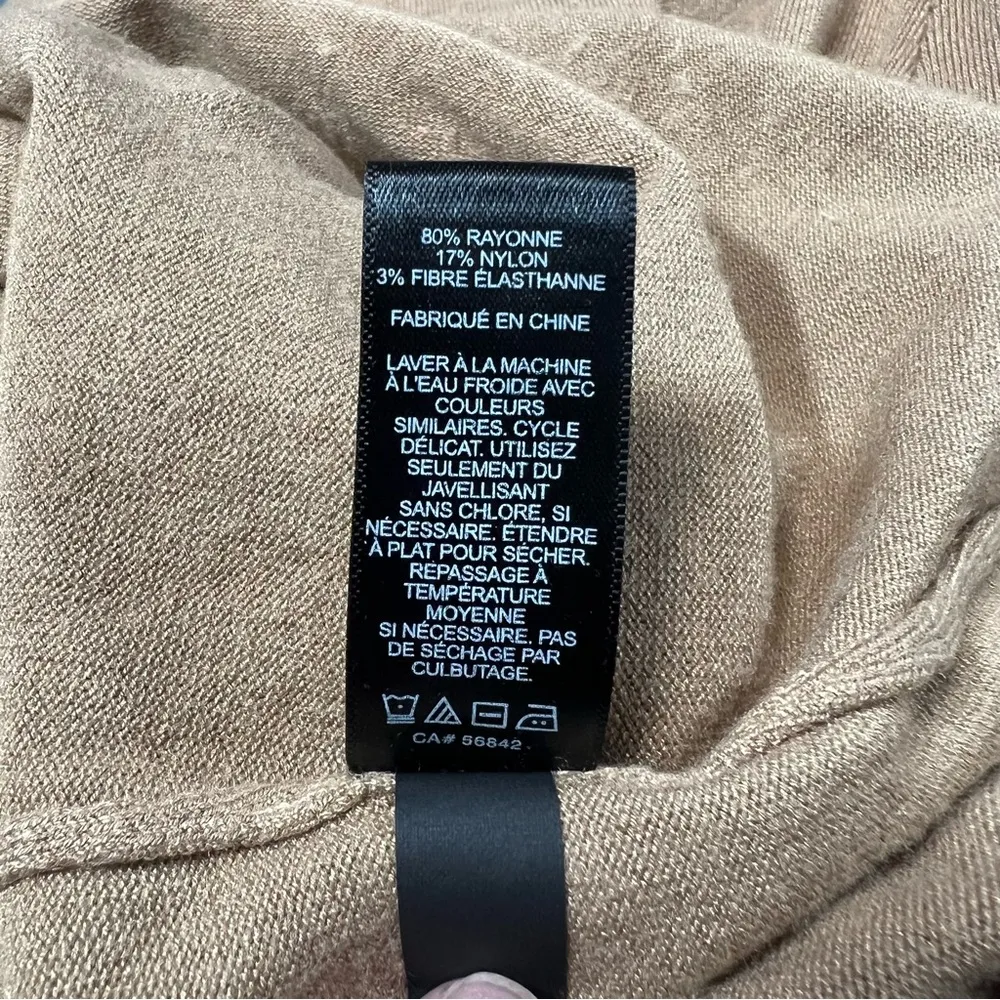 80% RAYONNE
17% NYLON
3% FIBRE ÉLASTHANNE
FABRIQUÉ EN CHINE
LAVER À LA MACHINE
À L'EAU FROIDE AVEC
COULEURS
SIMILAIRES. CYCLE
DÉLICAT. UTILISEZ
SEULEMENT DU
JAVELLISANT
SANS CHLORE, SI
NÉCESSAIRE. ÉTENDRE
À PLAT POUR SÉCHER.
REPASSAGE À
TEMPÉRATURE
MOYENNE
SI NÉCESSAIRE. PAS
DE SÉCHAGE PAR
CULBUTAGE.
CA# 56842